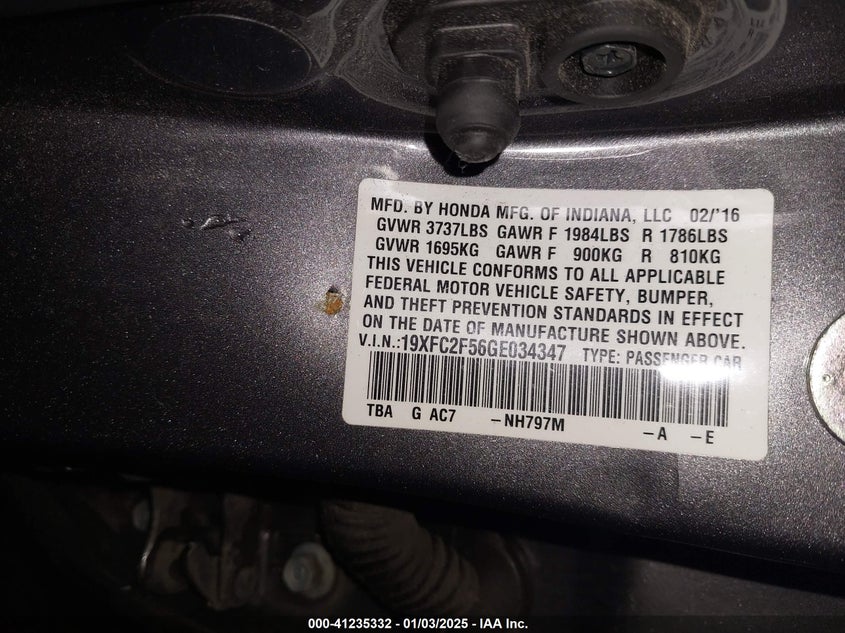 MFD. BY HONDA MFG. OF INDIANA, LLC 02/'16
GVWR 3737LBS GAWR F 1984LBS R 1786LBS
GVWR 1695KG GAWR F 900KG R 810KG
THIS VEHICLE CONFORMS TO ALL APPLICABLE
FEDERAL MOTOR VEHICLE SAFETY, BUMPER,
AND THEFT PREVENTION STANDARDS IN EFFECT
ON THE DATE OF MANUFACTURE SHOWN ABOVE.
V.I.N.:19XFC2F56GE034347 TYPE: PASSENGER CAR
TBA G AC7 -NH797M -A -E
000-41235332 - 01/03/2025 - IAA Inc.